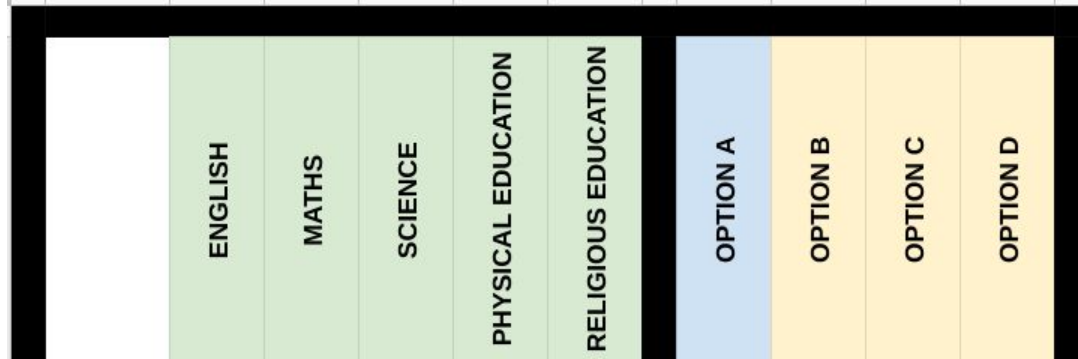 ENGLISH
MATHS
SCIENCE
PHYSICAL EDUCATION
RELIGIOUS EDUCATION
OPTION A
OPTION B
OPTION C
OPTION D